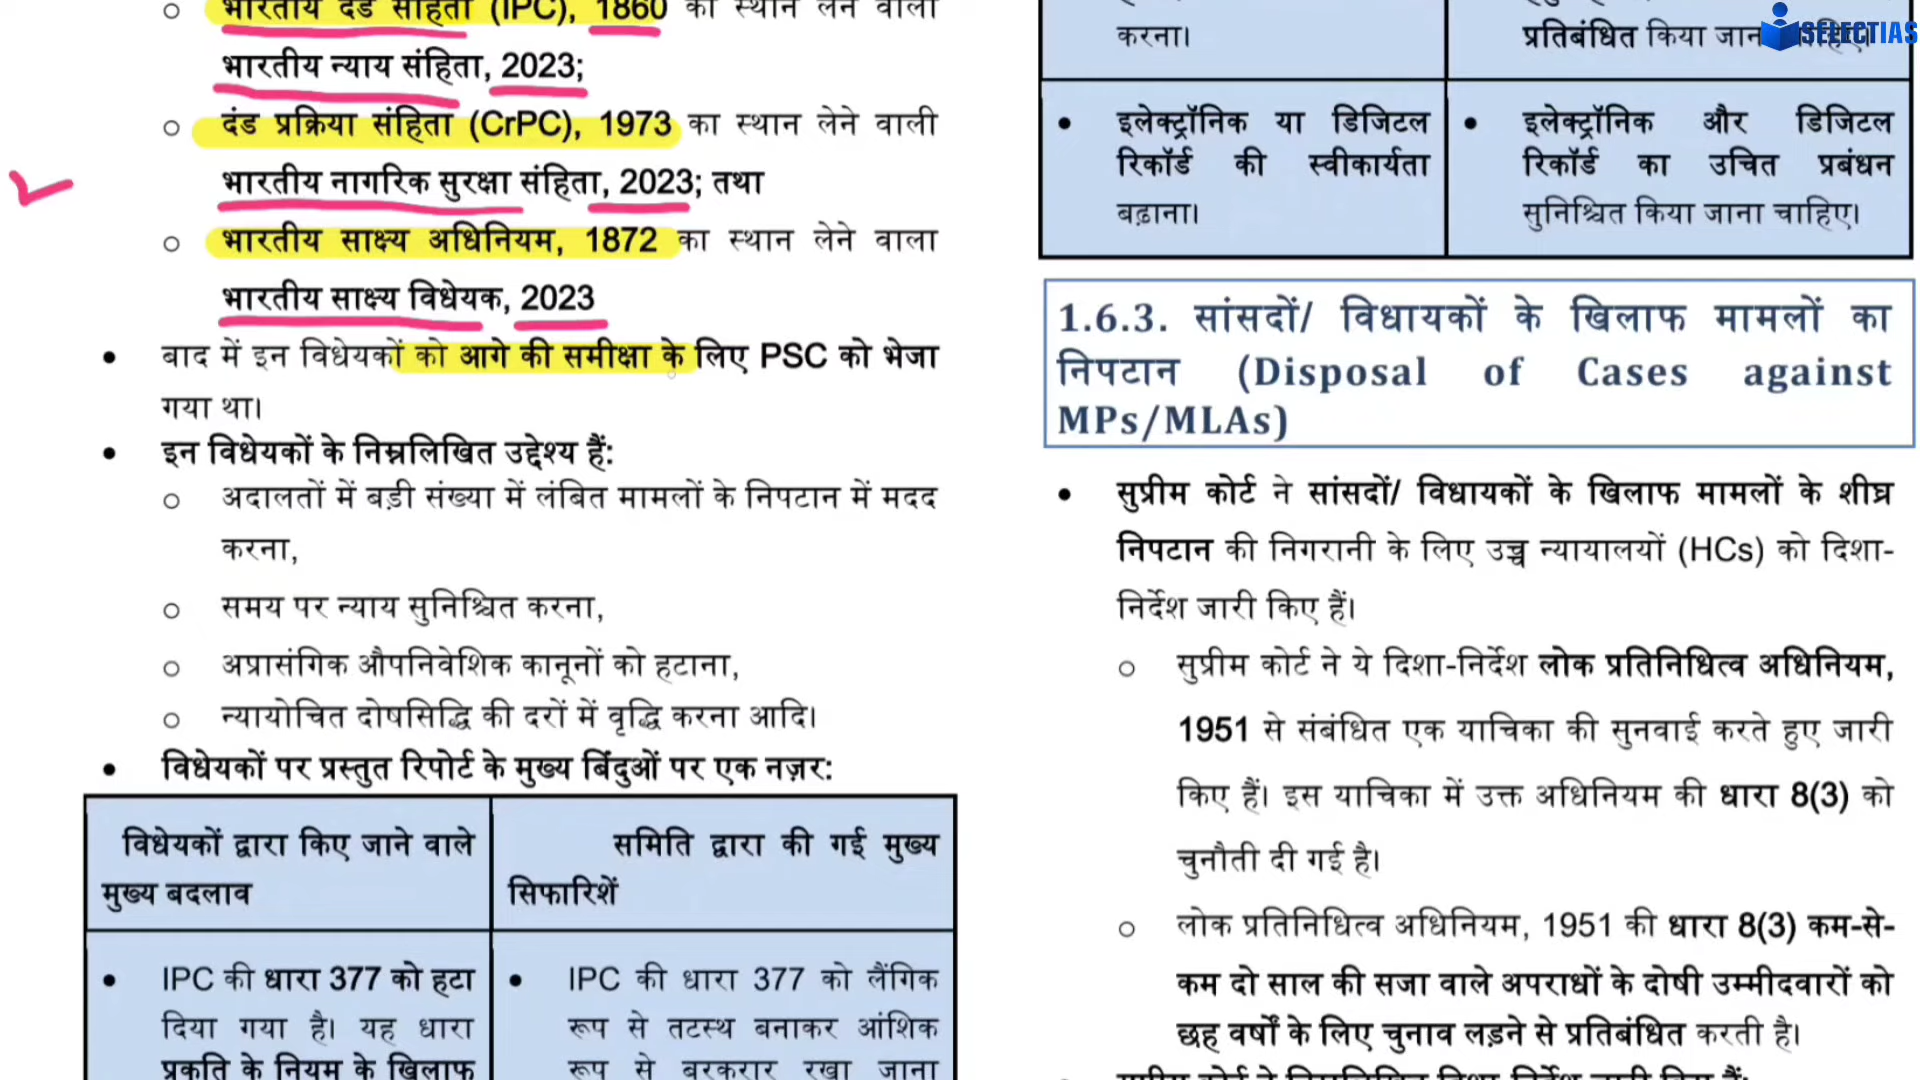 भारतीय दंड संहिता (IPC), 1860 का स्थान लेने वाली
भारतीय न्याय संहिता, 2023;
दंड प्रक्रिया संहिता (CrPC), 1973 का स्थान लेने वाली
भारतीय नागरिक सुरक्षा संहिता, 2023; तथा
भारतीय साक्ष्य अधिनियम, 1872 का स्थान लेने वाला
भारतीय साक्ष्य विधेयक, 2023
बाद में इन विधेयकों को आगे की समीक्षा के लिए PSC को भेजा
गया था।
इन विधेयकों के निम्नलिखित उद्देश्य हैं:
अदालतों में बड़ी संख्या में लंबित मामलों के निपटान में मदद
करना,
समय पर न्याय सुनिश्चित करना,
अप्रासंगिक औपनिवेशिक कानूनों को हटाना,
न्यायोचित दोषसिद्धि की दरों में वृद्धि करना आदि।
विधेयकों पर प्रस्तुत रिपोर्ट के मुख्य बिंदुओं पर एक नज़र:
विधेयकों द्वारा किए जाने वाले
मुख्य बदलाव
समिति द्वारा की गई मुख्य
सिफारिशें
IPC की धारा 377 को हटा
दिया गया है। यह धारा
प्रकृति के नियम के खिलाफ
IPC की धारा 377 को लैंगिक
रूप से तटस्थ बनाकर आंशिक
रूप से बरकरार रखा जाना
करना।
प्रतिबंधित किया जाना चाहिए।
SELECTIAS
इलेक्ट्रॉनिक या डिजिटल
रिकॉर्ड की स्वीकार्यता
बढ़ाना।
इलेक्ट्रॉनिक और डिजिटल
रिकॉर्ड का उचित प्रबंधन
सुनिश्चित किया जाना चाहिए।
1.6.3. सांसदों/ विधायकों के खिलाफ मामलों का
निपटान (Disposal of Cases against
MPs/MLAs)
सुप्रीम कोर्ट ने सांसदों/ विधायकों के खिलाफ मामलों के शीघ्र
निपटान की निगरानी के लिए उच्च न्यायालयों (HCs) को दिशा-
निर्देश जारी किए हैं।
सुप्रीम कोर्ट ने ये दिशा-निर्देश लोक प्रतिनिधित्व अधिनियम,
1951 से संबंधित एक याचिका की सुनवाई करते हुए जारी
किए हैं। इस याचिका में उक्त अधिनियम की धारा 8(3) को
चुनौती दी गई है।
लोक प्रतिनिधित्व अधिनियम, 1951 की धारा 8(3) कम-से-
कम दो साल की सजा वाले अपराधों के दोषी उम्मीदवारों को
छह वर्षों के लिए चुनाव लड़ने से प्रतिबंधित करती है।
सुप्रीम कोर्ट ने निम्नलिखित दिशा-निर्देश जारी किए हैं: